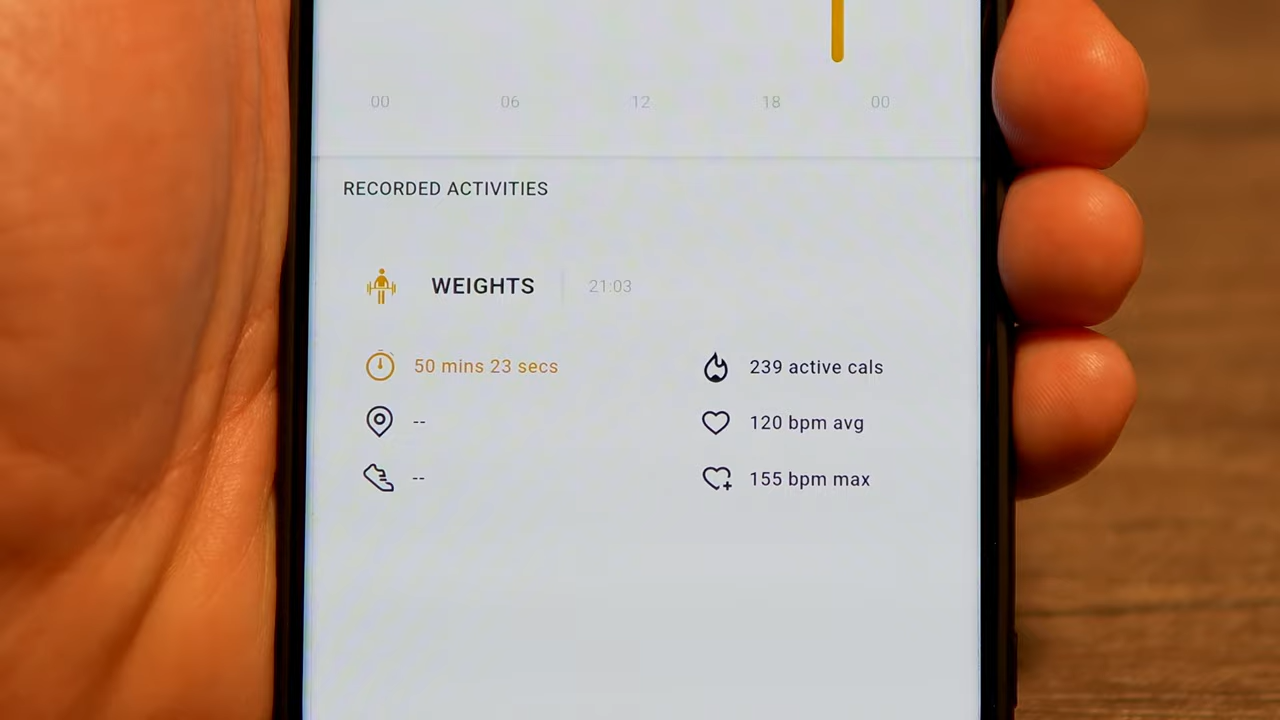 00 06 12 18 00
RECORDED ACTIVITIES
WEIGHTS 21:03
50 mins 23 secs 239 active cals
-- 120 bpm avg
-- 155 bpm max